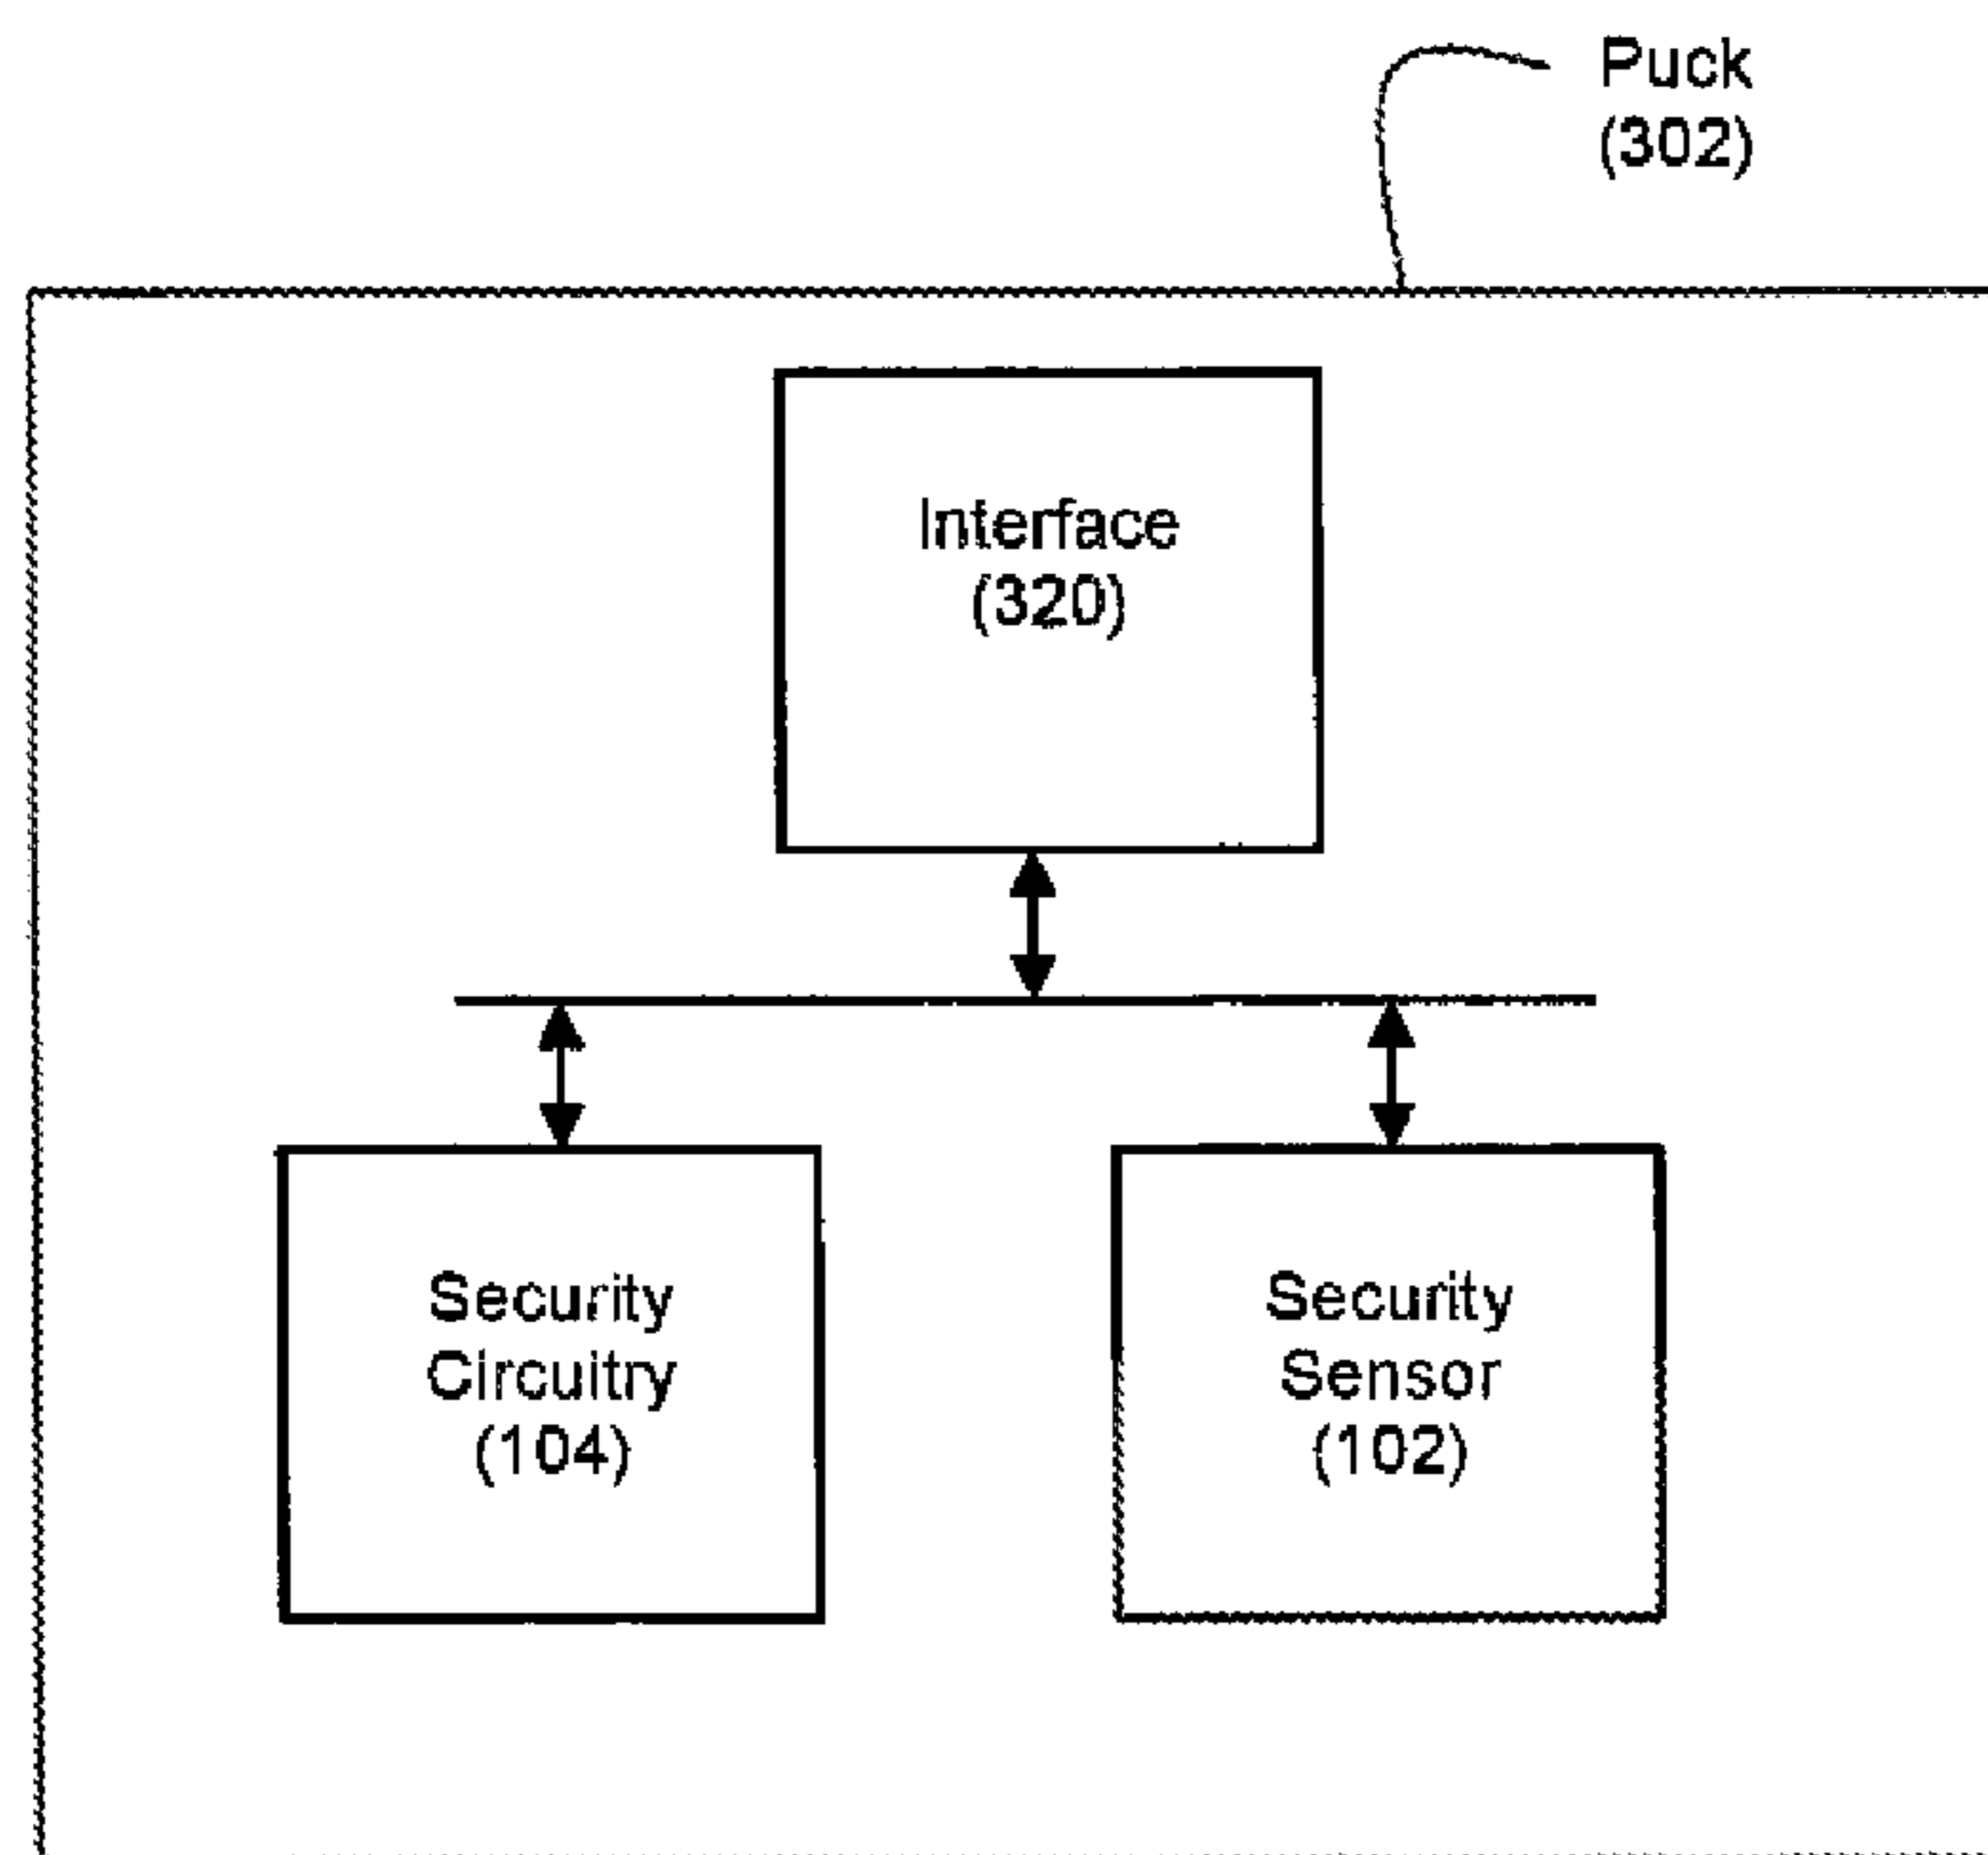 Puck
(302)
Interface
(320)
Security
Circuitry
(104)
Security
Sensor
(102)